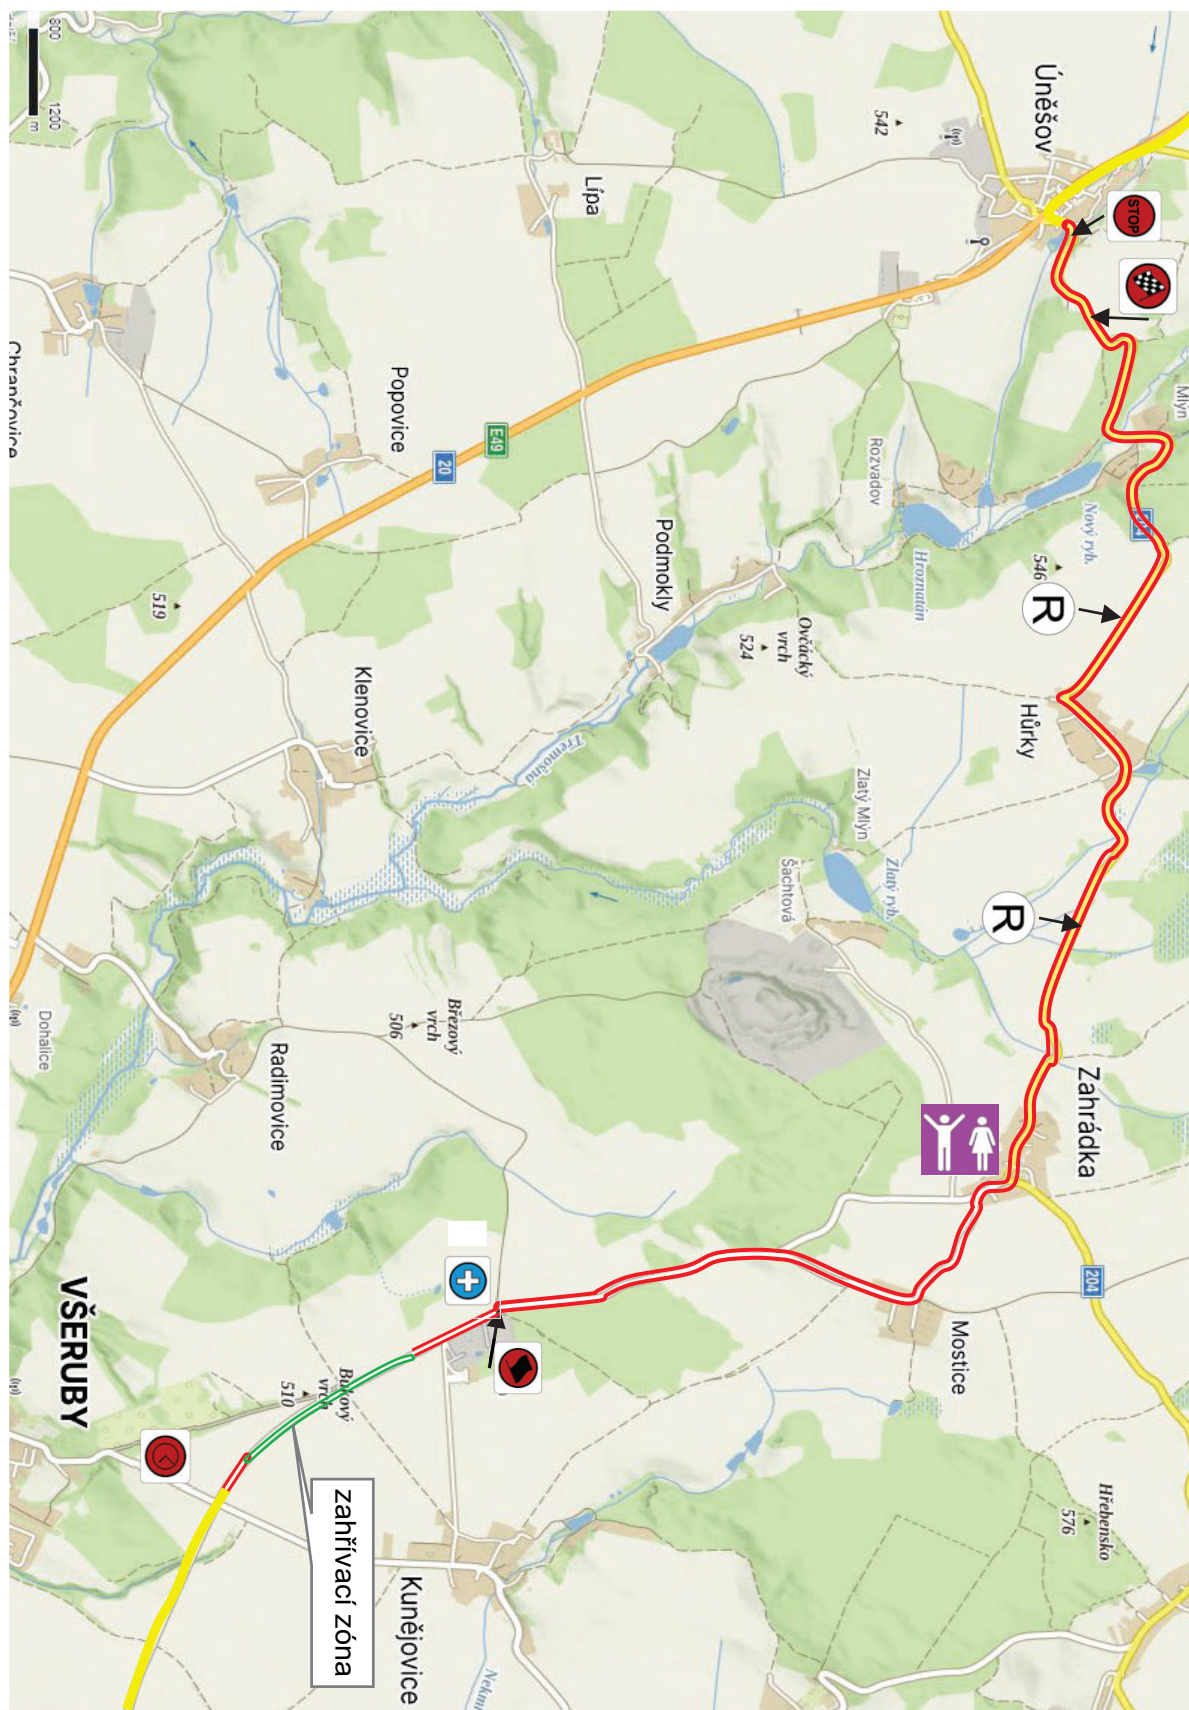 800
1200
m
Úněšov
542
STOP
Lípa
Mlýn
Popovice
E49
20
Rozvadov
Nový ryb.
Hroznatán
546
R
Podmokly
Ovčácký
vrch
524
519
Hůrky
Klenovice
Třemošná
Zlatý Mlýn
Zlatý ryb.
Šachtová
R
Březový
vrch
506
Dohalice
Radimovice
Zahrádka
204
Mostice
VŠERUBY
Bukový
vrch
510
zahřívací zóna
Kunějovice
Hřebensko
576